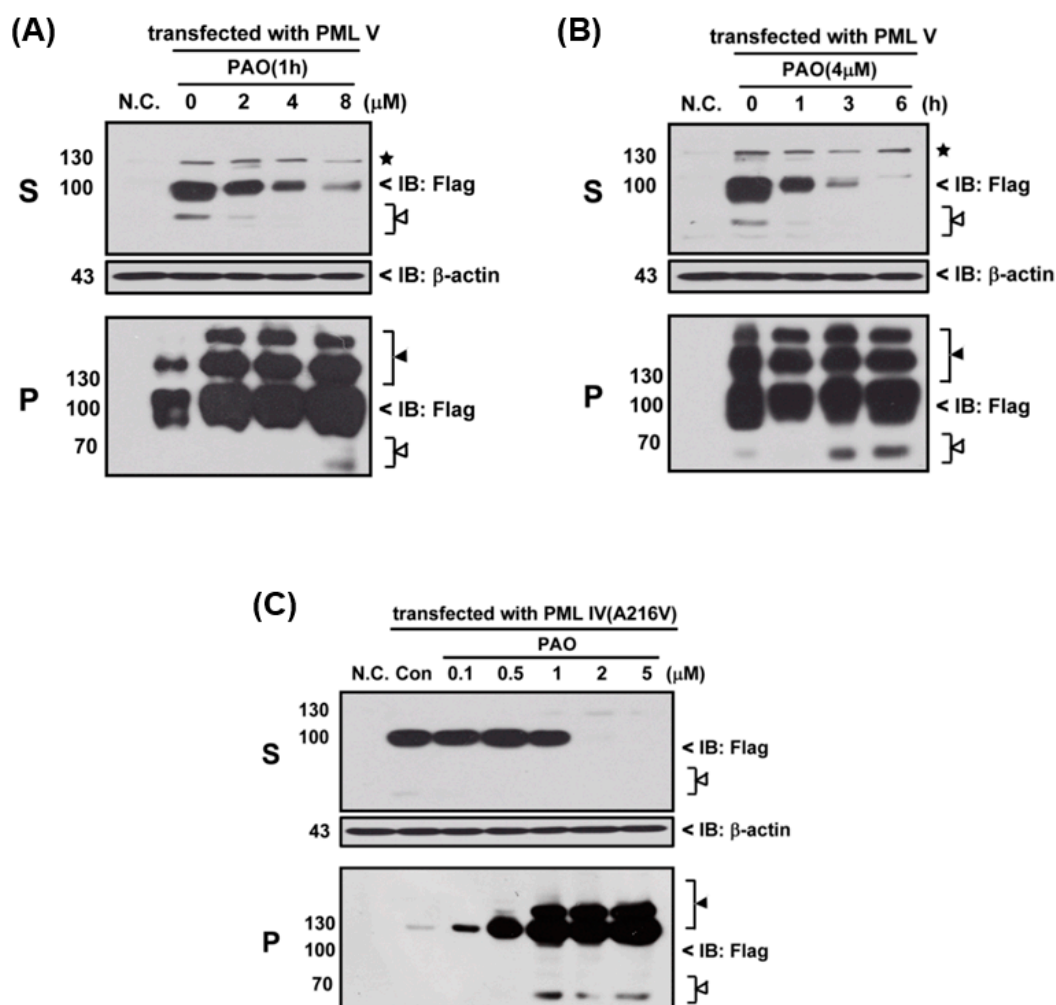 (A)
transfected with PML V
PAO(1h)
N.C. 0 2 4 8 (μM)
S
130
100
★
< IB: Flag
43
< IB: β-actin
P
130
100
70
< IB: Flag
(B)
transfected with PML V
PAO(4μM)
N.C. 0 1 3 6 (h)
S
130
100
★
< IB: Flag
43
< IB: β-actin
P
130
100
70
< IB: Flag
(C)
transfected with PML IV(A216V)
PAO
N.C. Con 0.1 0.5 1 2 5 (μM)
S
130
100
< IB: Flag
43
< IB: β-actin
P
130
100
70
< IB: Flag